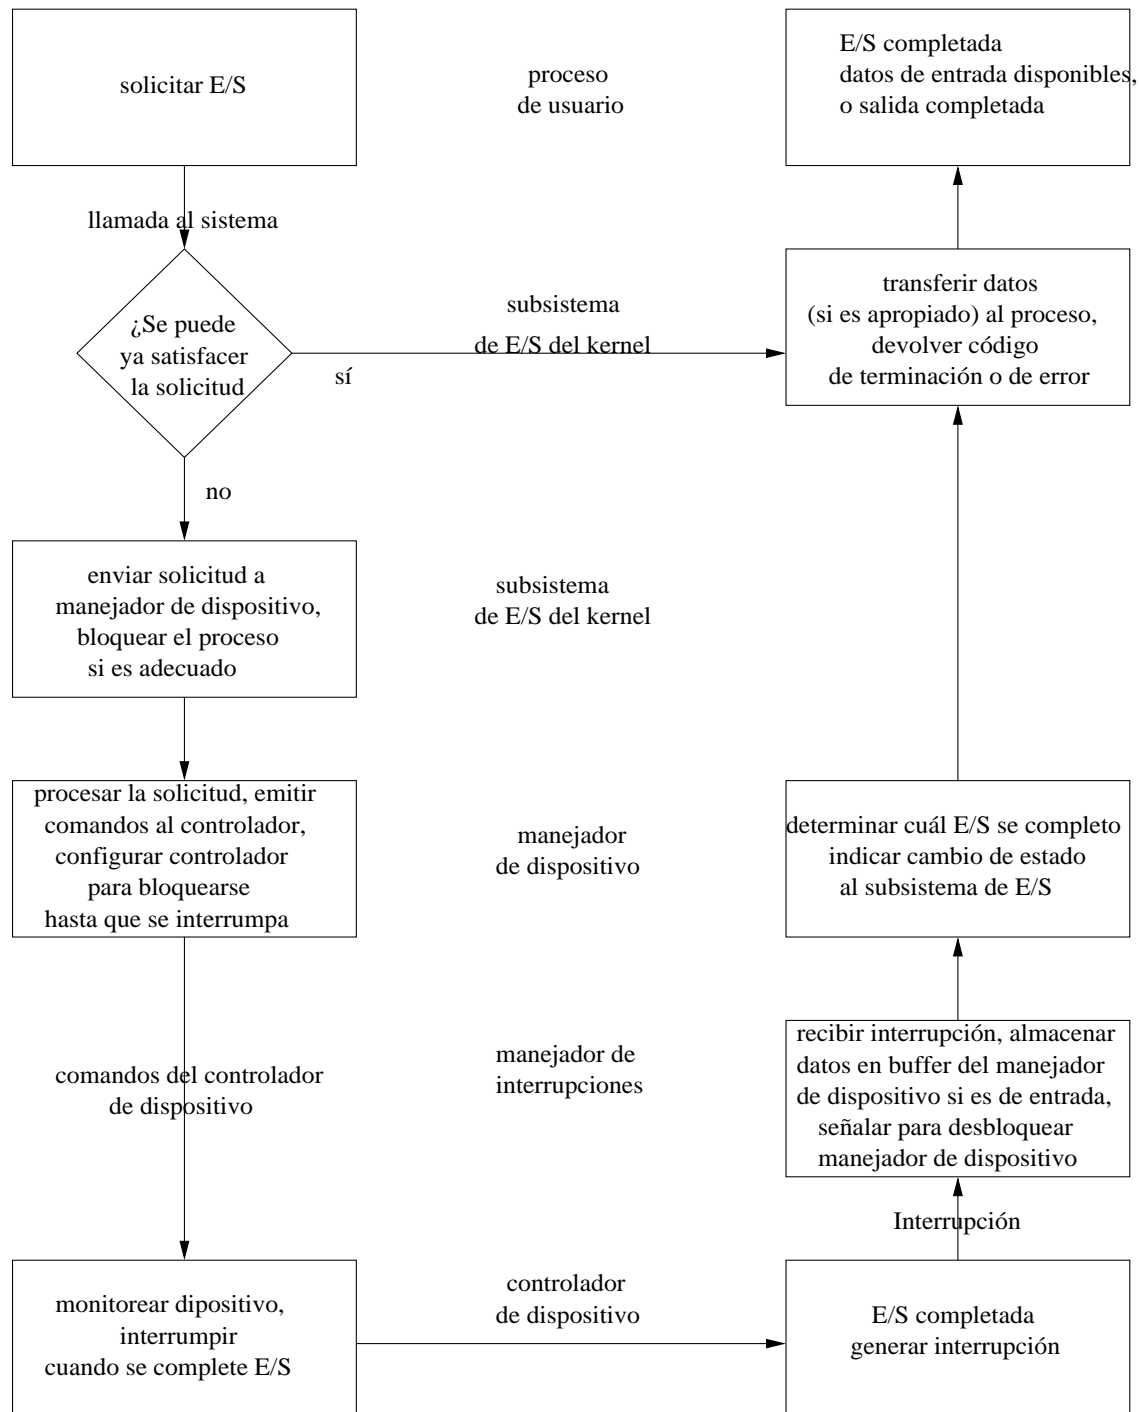 solicitar E/S
proceso
de usuario
E/S completada
datos de entrada disponibles,
o salida completada
llamada al sistema
¿Se puede
ya satisfacer
la solicitud
sí
no
subsistema
de E/S del kernel
transferir datos
(si es apropiado) al proceso,
devolver código
de terminación o de error
enviar solicitud a
manejador de dispositivo,
bloquear el proceso
si es adecuado
subsistema
de E/S del kernel
procesar la solicitud, emitir
comandos al controlador,
configurar controlador
para bloquearse
hasta que se interrumpa
manejador
de dispositivo
determinar cuál E/S se completo
indicar cambio de estado
al subsistema de E/S
comandos del controlador
de dispositivo
manejador de
interrupciones
recibir interrupción, almacenar
datos en buffer del manejador
de dispositivo si es de entrada,
señalar para desbloquear
manejador de dispositivo
Interrupción
monitorear dipositivo,
interrumpir
cuando se complete E/S
controlador
de dispositivo
E/S completada
generar interrupción